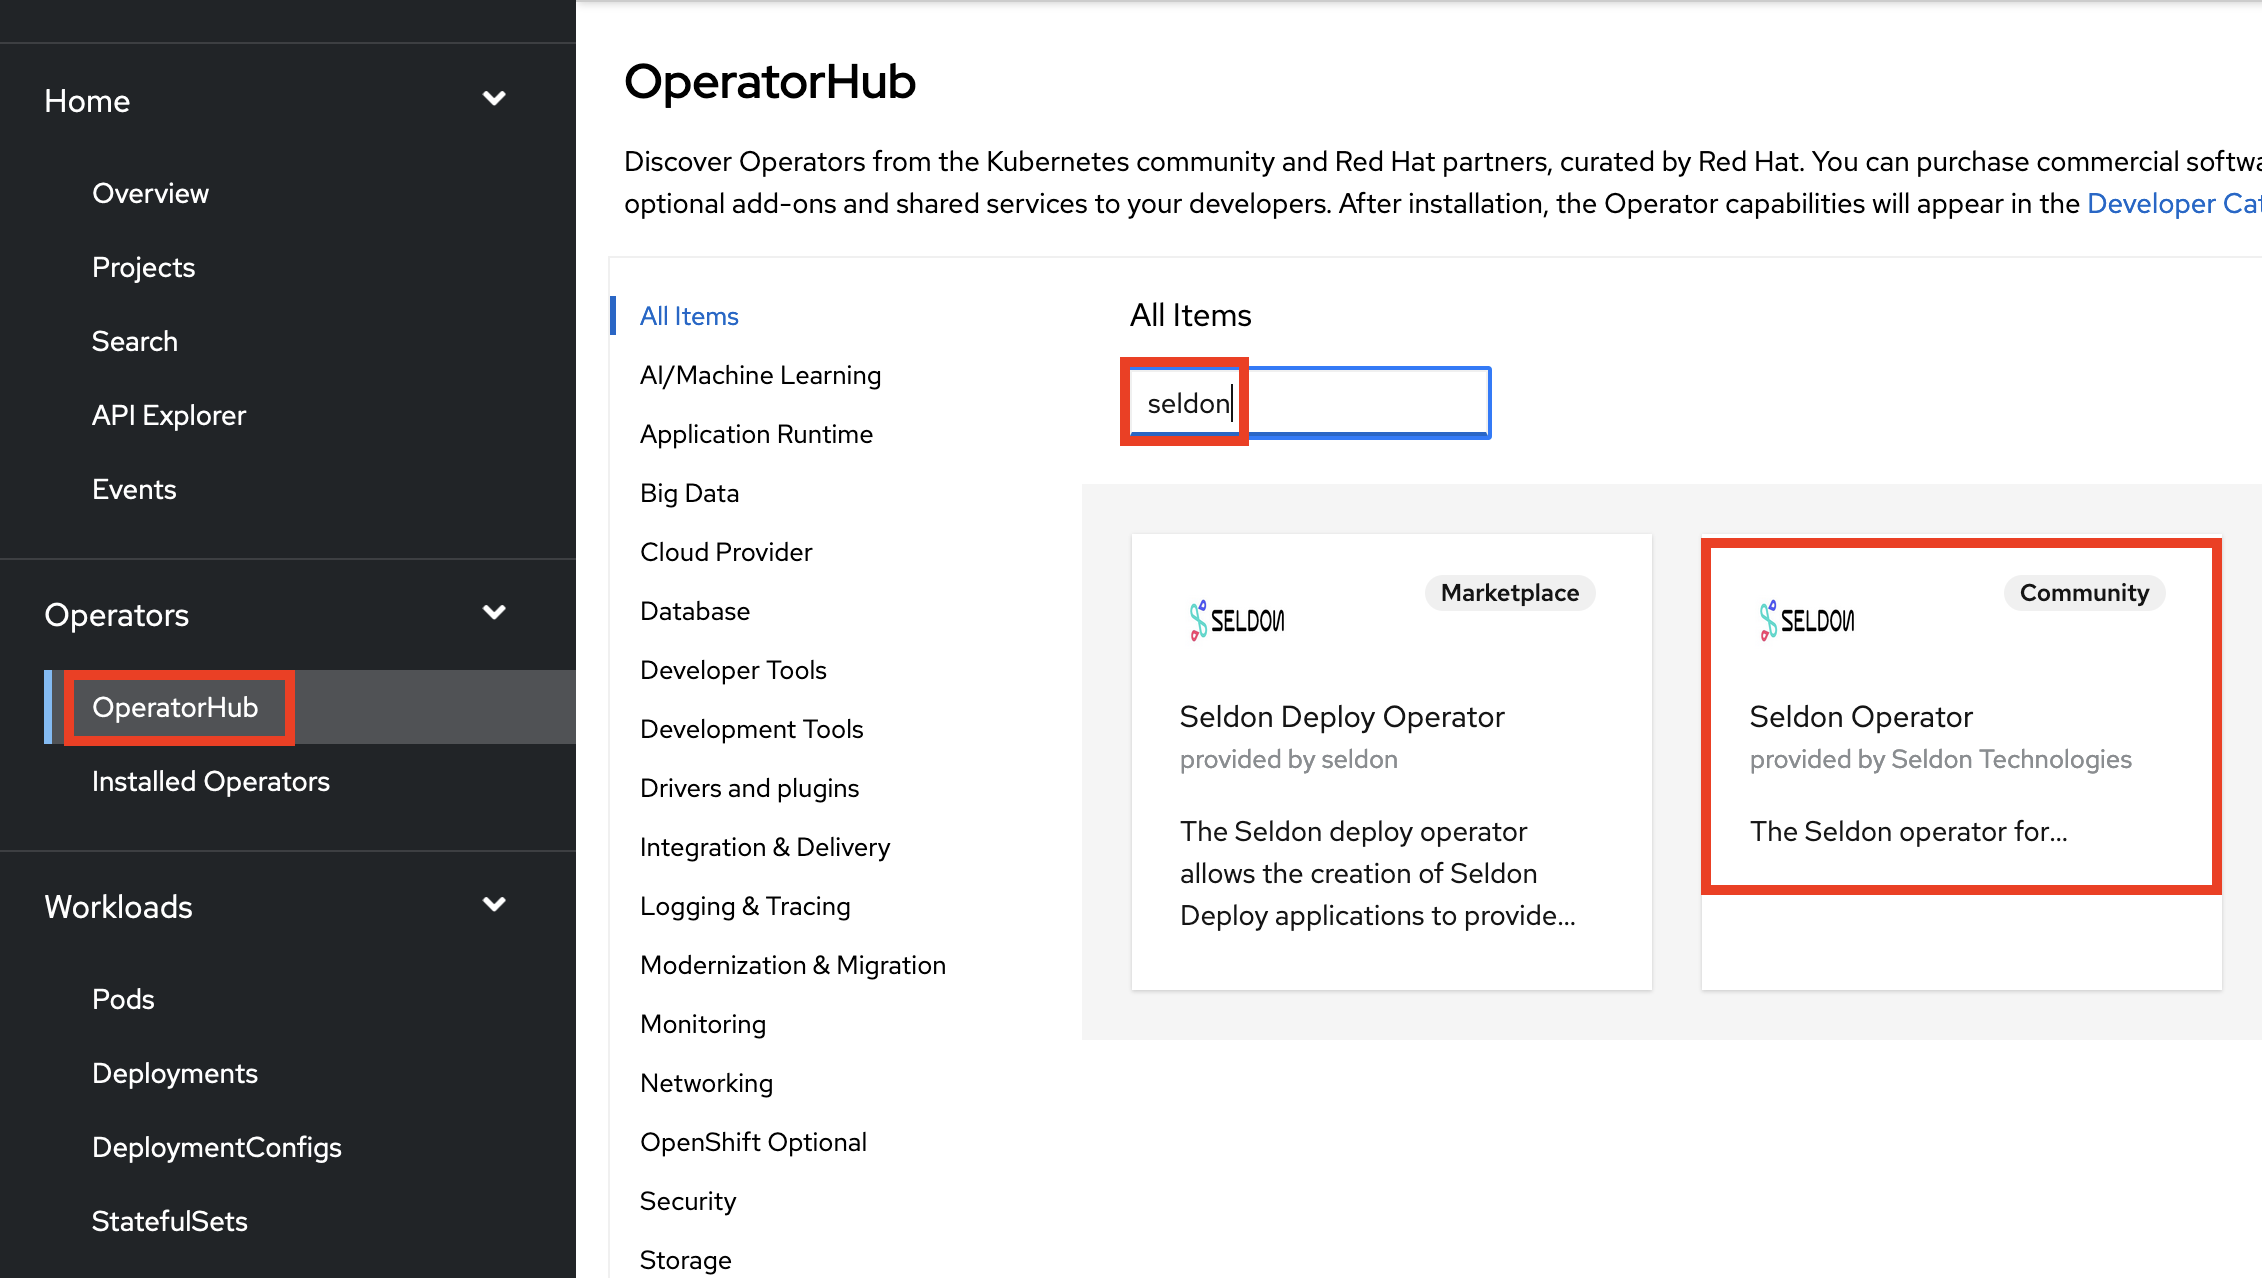 Home
Overview
Projects
Search
API Explorer
Events
Operators
OperatorHub
Installed Operators
Workloads
Pods
Deployments
DeploymentConfigs
StatefulSets
OperatorHub
Discover Operators from the Kubernetes community and Red Hat partners, curated by Red Hat. You can purchase commercial softwa
optional add-ons and shared services to your developers. After installation, the Operator capabilities will appear in the Developer Cat
All Items
AI/Machine Learning
Application Runtime
Big Data
Cloud Provider
Database
Developer Tools
Development Tools
Drivers and plugins
Integration & Delivery
Logging & Tracing
Modernization & Migration
Monitoring
Networking
OpenShift Optional
Security
Storage
All Items
seldon
SELDON
Marketplace
Seldon Deploy Operator
provided by seldon
The Seldon deploy operator
allows the creation of Seldon
Deploy applications to provide...
SELDON
Community
Seldon Operator
provided by Seldon Technologies
The Seldon operator for...